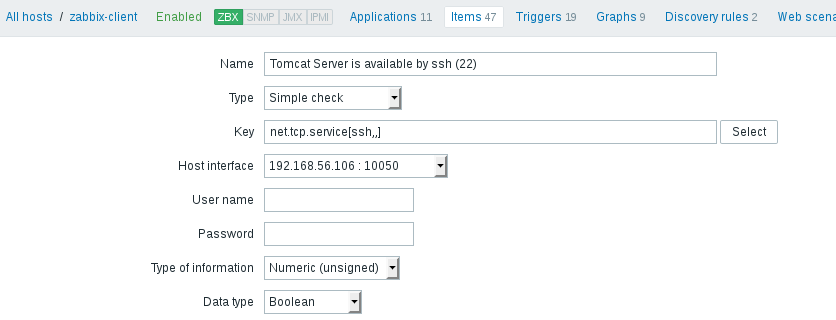 All hosts / zabbix-client Enabled ZBX SNMP JMX IPMI Applications 11 Items 47 Triggers 19 Graphs 9 Discovery rules 2 Web scena
Name Tomcat Server is available by ssh (22)
Type Simple check
Key net.tcp.service[ssh,,] Select
Host interface 192.168.56.106 : 10050
User name
Password
Type of information Numeric (unsigned)
Data type Boolean